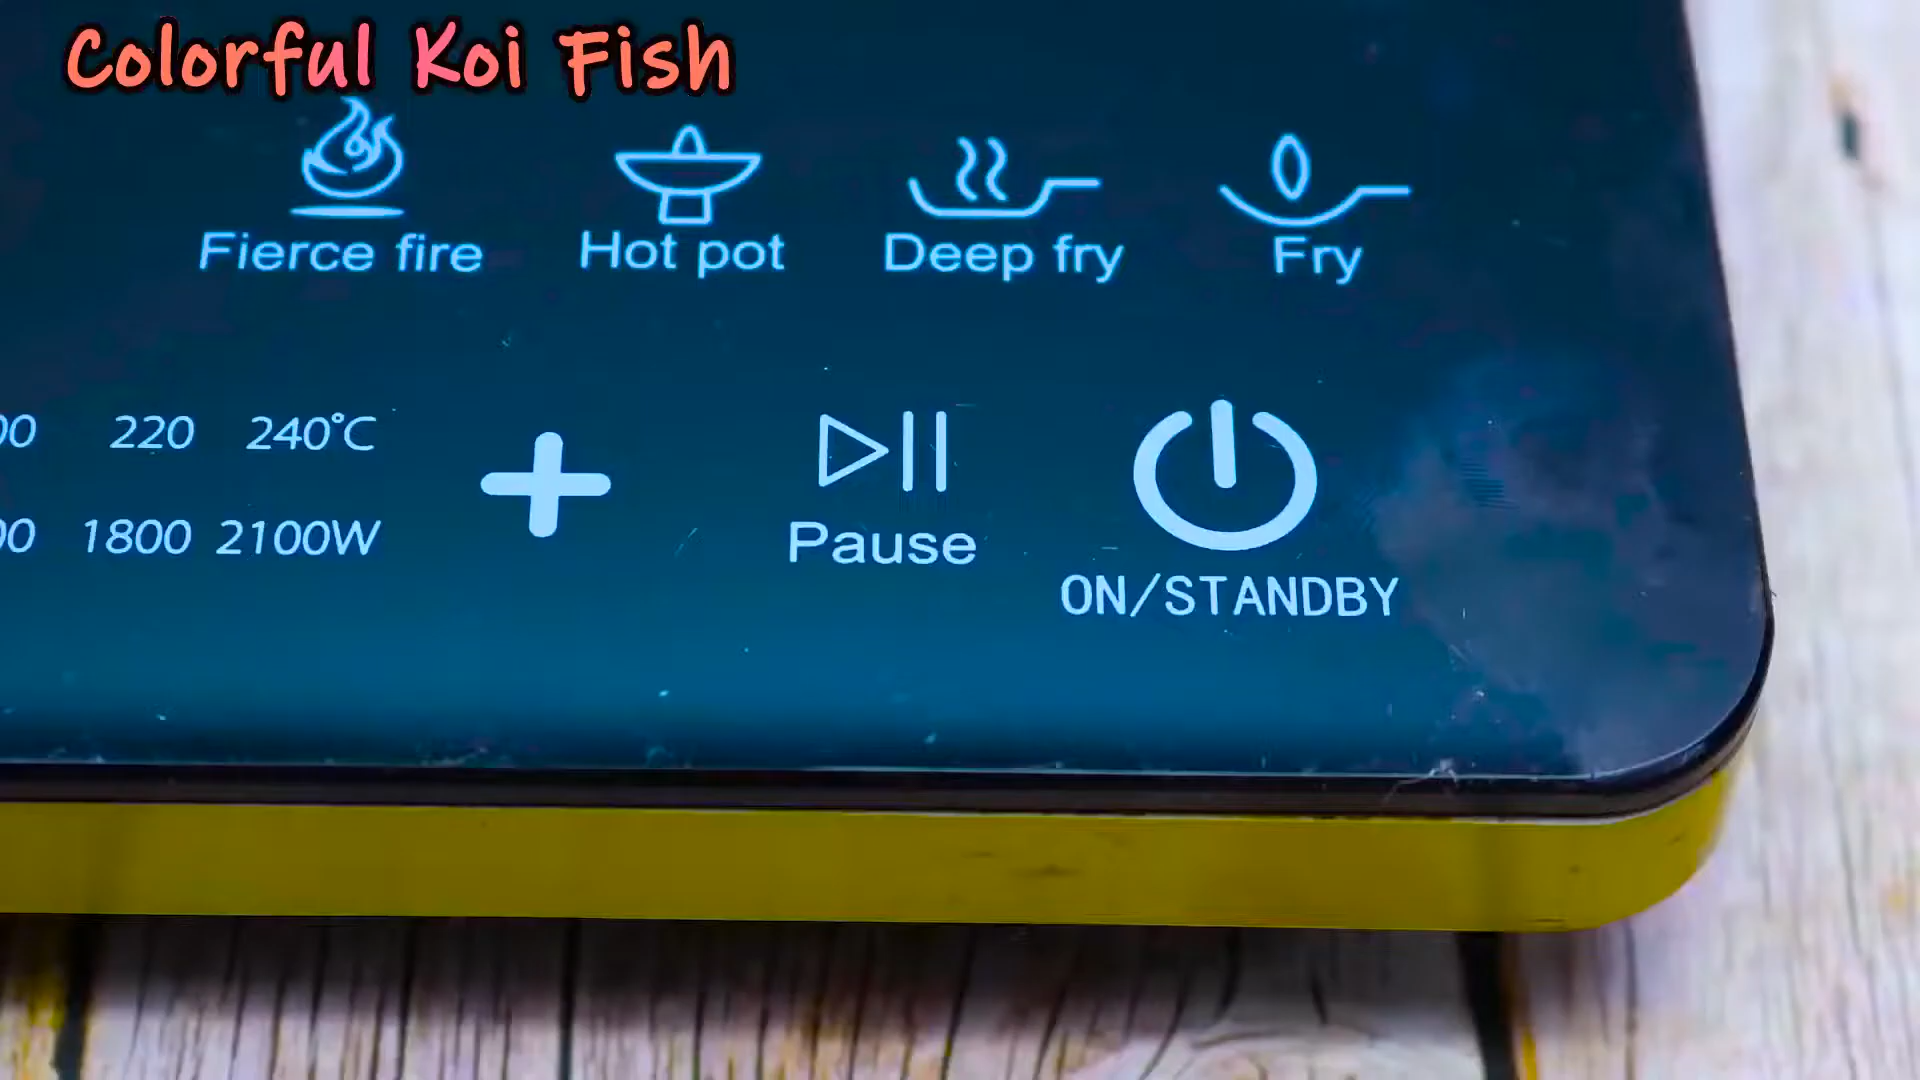 Colorful Koi Fish
Fierce fire Hot pot Deep fry Fry
220 240°C
1800 2100W
Pause
ON/STANDBY